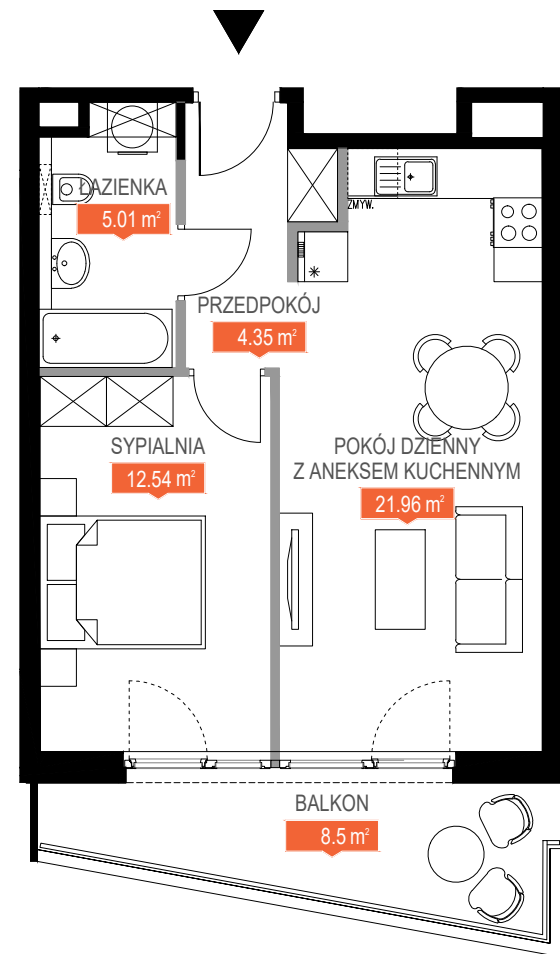 ŁAZIENKA
5.01 m²
ZMYW.
PRZEDPOKÓJ
4.35 m²
SYPIALNIA
12.54 m²
POKÓJ DZIENNY
Z ANEKSEM KUCHENNYM
21.96 m²
BALKON
8.5 m²